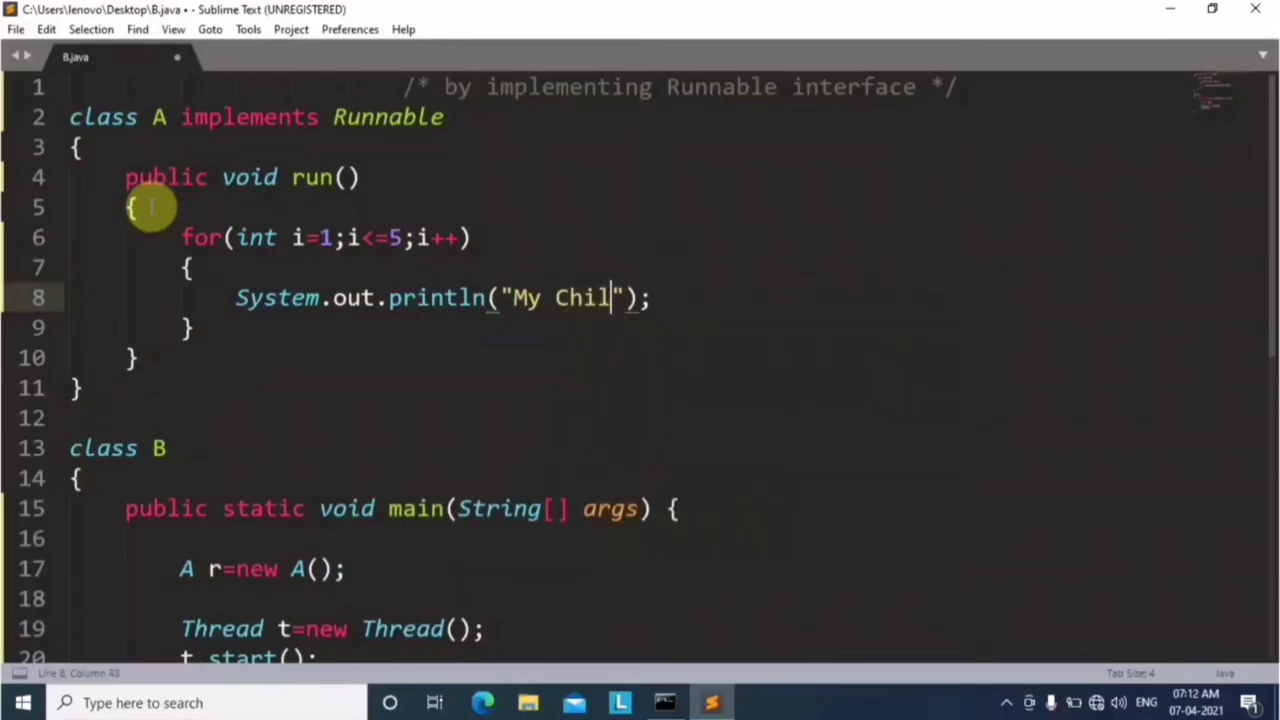 C:\Users\lenovo\Desktop\B.java • - Sublime Text (UNREGISTERED)
File Edit Selection Find View Goto Tools Project Preferences Help
B.java
1 /* by implementing Runnable interface */
2 class A implements Runnable
3 {
4 public void run()
5 {
6 for(int i=1;i<=5;i++)
7 {
8 System.out.println("My Chil");
9 }
10 }
11 }
12
13 class B
14 {
15 public static void main(String[] args) {
16
17 A r=new A();
18
19 Thread t=new Thread();
20 t.start();
Line 8, Column 43 Tab Size: 4 Java
Type here to search L ENG 07:12 AM
07-04-2021 1